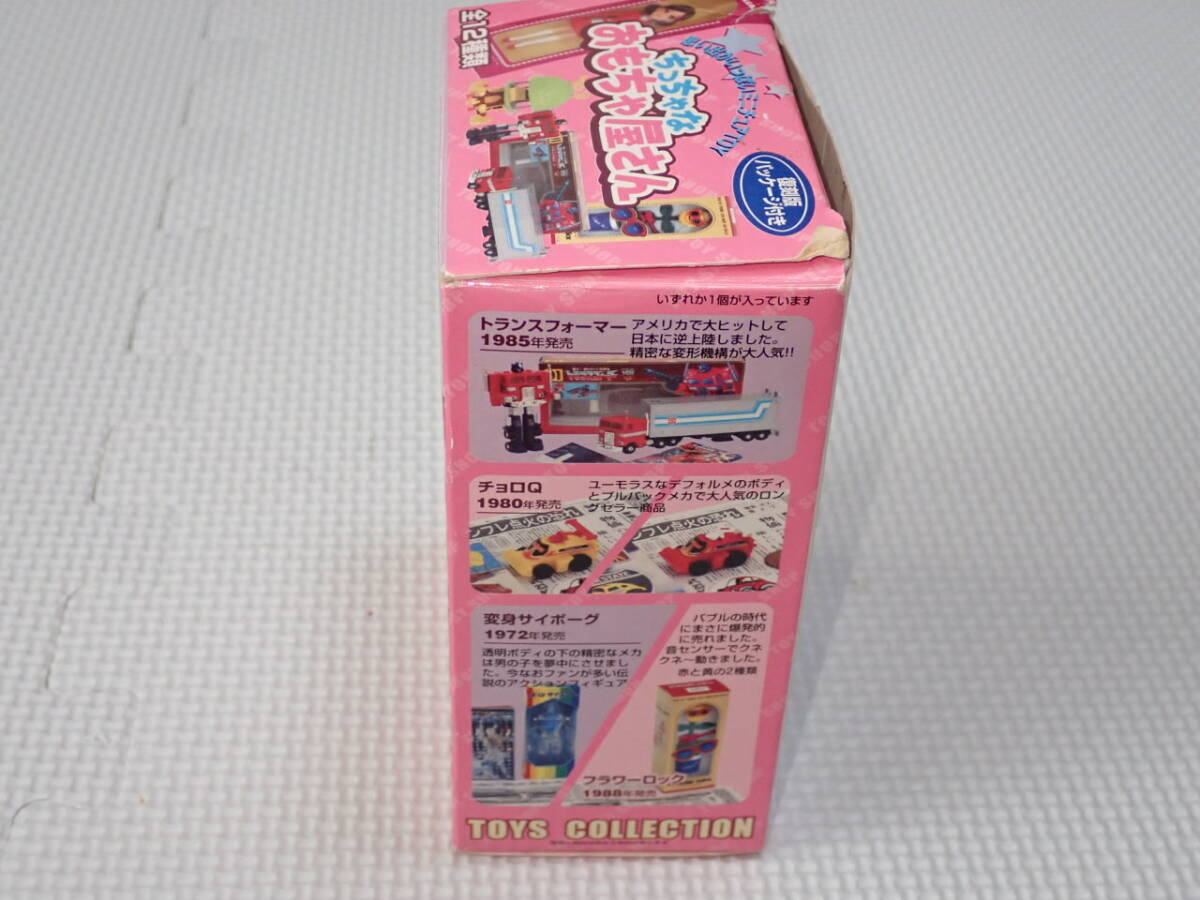 全12種類
ちっちゃな
おもちゃ屋さん
復刻版
パッケージ付き
いずれか1個が入っています
トランスフォーマー
1985年発売
アメリカで大ヒットして
日本に逆上陸しました。
精密な変形機構が大人気!!
チョロQ
1980年発売
ユーモラスなデフォルメのボディ
とプルバックメカで大人気のロン
グセラー商品
変身サイボーグ
1972年発売
透明ボディの下の精密なメカ
は男の子を夢中にさせまし
た。今なおファンが多い伝
説のアクションフィギュア
バブルの時代
にまさに爆発的
に売れました。
音センサーでクネ
クネ〜動きました。
赤と黄の2種類
フラワーロック
1988年発売
TOYS COLLECTION